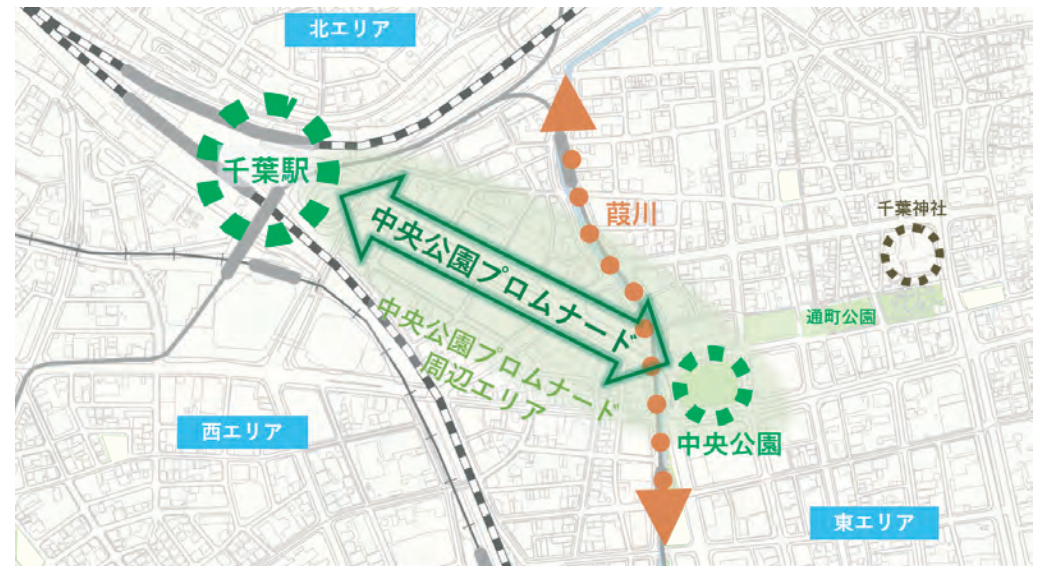 北エリア
千葉駅
葭川
千葉神社
中央公園プロムナード
通町公園
中央公園プロムナード
周辺エリア
西エリア
中央公園
東エリア